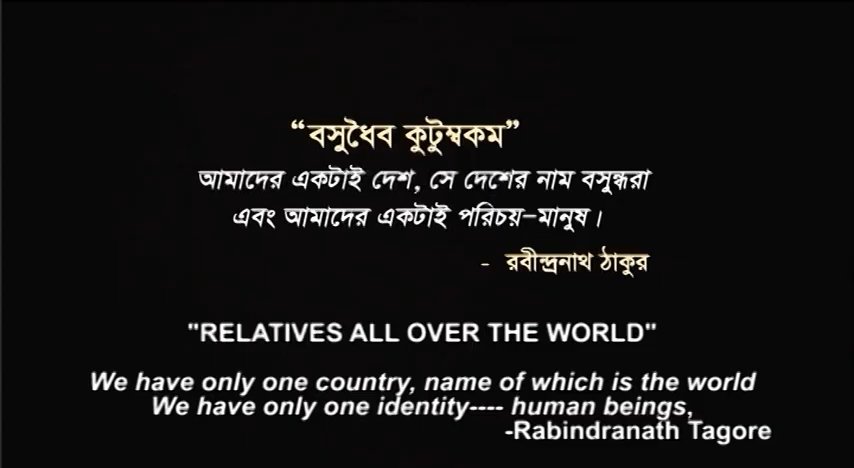 “বসুধৈব কুটুম্বকম”
আমাদের একটাই দেশ, সে দেশের নাম বসুন্ধরা
এবং আমাদের একটাই পরিচয়–মানুষ।
- রবীন্দ্রনাথ ঠাকুর
"RELATIVES ALL OVER THE WORLD"
We have only one country, name of which is the world
We have only one identity---- human beings,
-Rabindranath Tagore